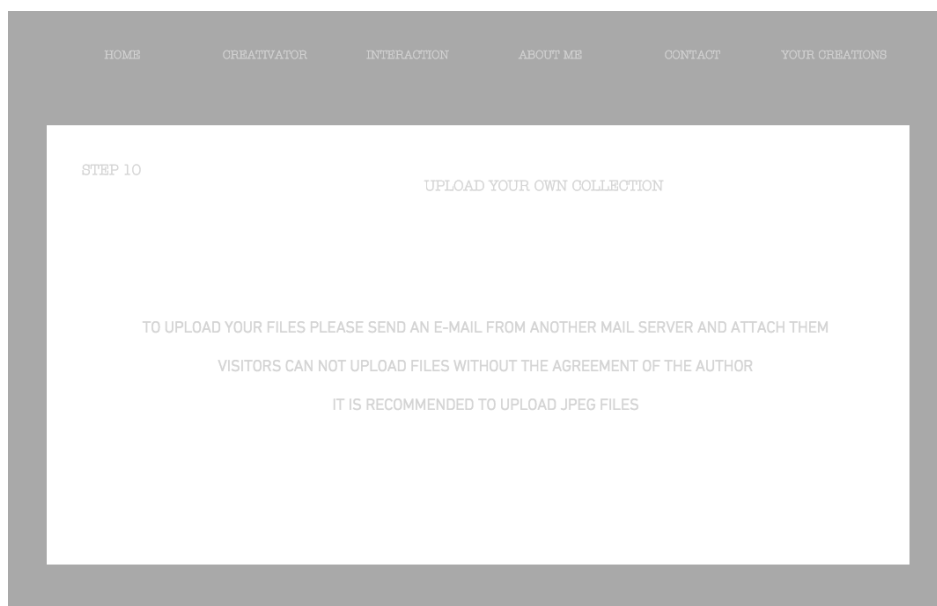 HOME CREATIVATOR INTERACTION ABOUT ME CONTACT YOUR CREATIONS
STEP 10
UPLOAD YOUR OWN COLLECTION
TO UPLOAD YOUR FILES PLEASE SEND AN E-MAIL FROM ANOTHER MAIL SERVER AND ATTACH THEM
VISITORS CAN NOT UPLOAD FILES WITHOUT THE AGREEMENT OF THE AUTHOR
IT IS RECOMMENDED TO UPLOAD JPEG FILES